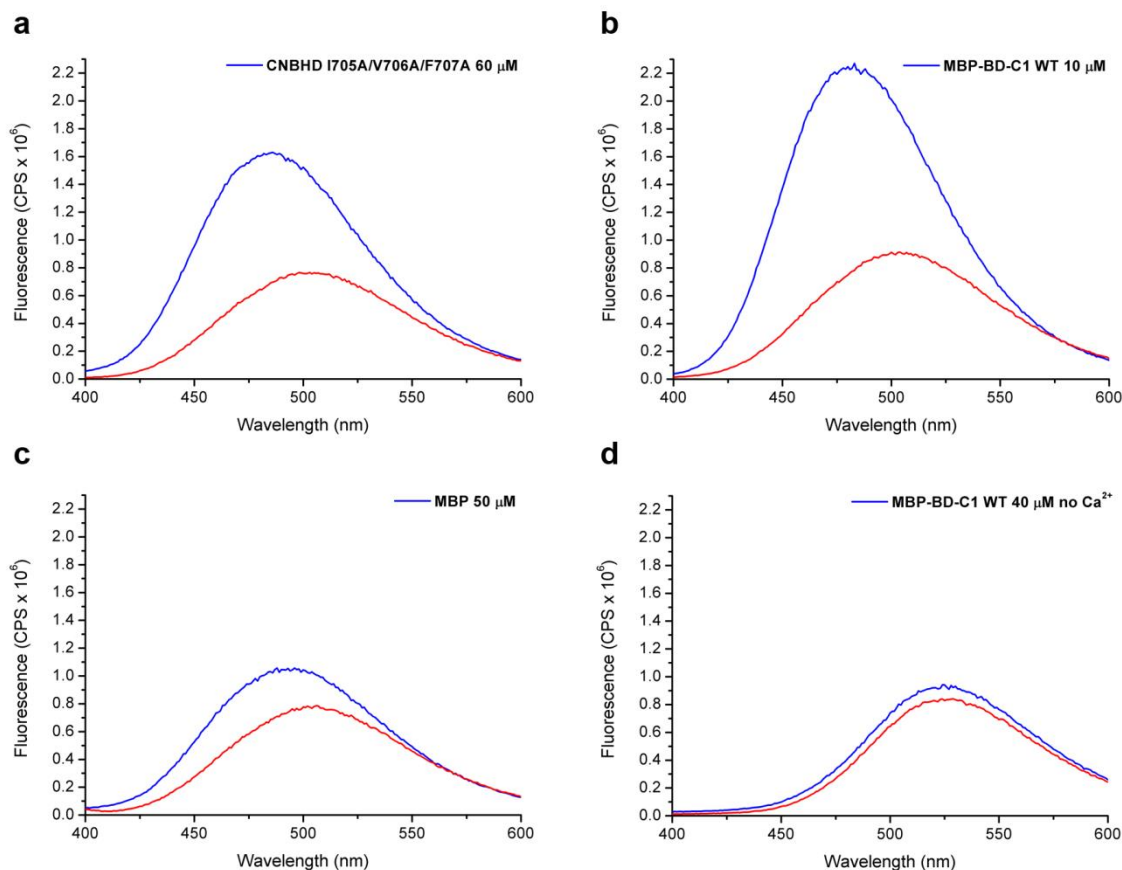 a
CNBHD I705A/V706A/F707A 60 μM
Fluorescence (CPS x 10⁶)
2.2
2.0
1.8
1.6
1.4
1.2
1.0
0.8
0.6
0.4
0.2
0.0
400 450 500 550 600
Wavelength (nm)
b
MBP-BD-C1 WT 10 μM
Fluorescence (CPS x 10⁶)
2.2
2.0
1.8
1.6
1.4
1.2
1.0
0.8
0.6
0.4
0.2
0.0
400 450 500 550 600
Wavelength (nm)
c
MBP 50 μM
Fluorescence (CPS x 10⁶)
2.2
2.0
1.8
1.6
1.4
1.2
1.0
0.8
0.6
0.4
0.2
0.0
400 450 500 550 600
Wavelength (nm)
d
MBP-BD-C1 WT 40 μM no Ca²⁺
Fluorescence (CPS x 10⁶)
2.2
2.0
1.8
1.6
1.4
1.2
1.0
0.8
0.6
0.4
0.2
0.0
400 450 500 550 600
Wavelength (nm)